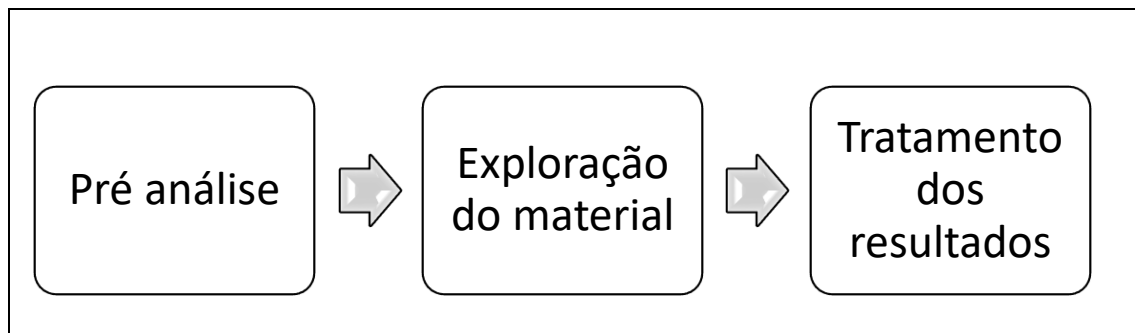 Pré análise
Exploração
do material
Tratamento
dos
resultados